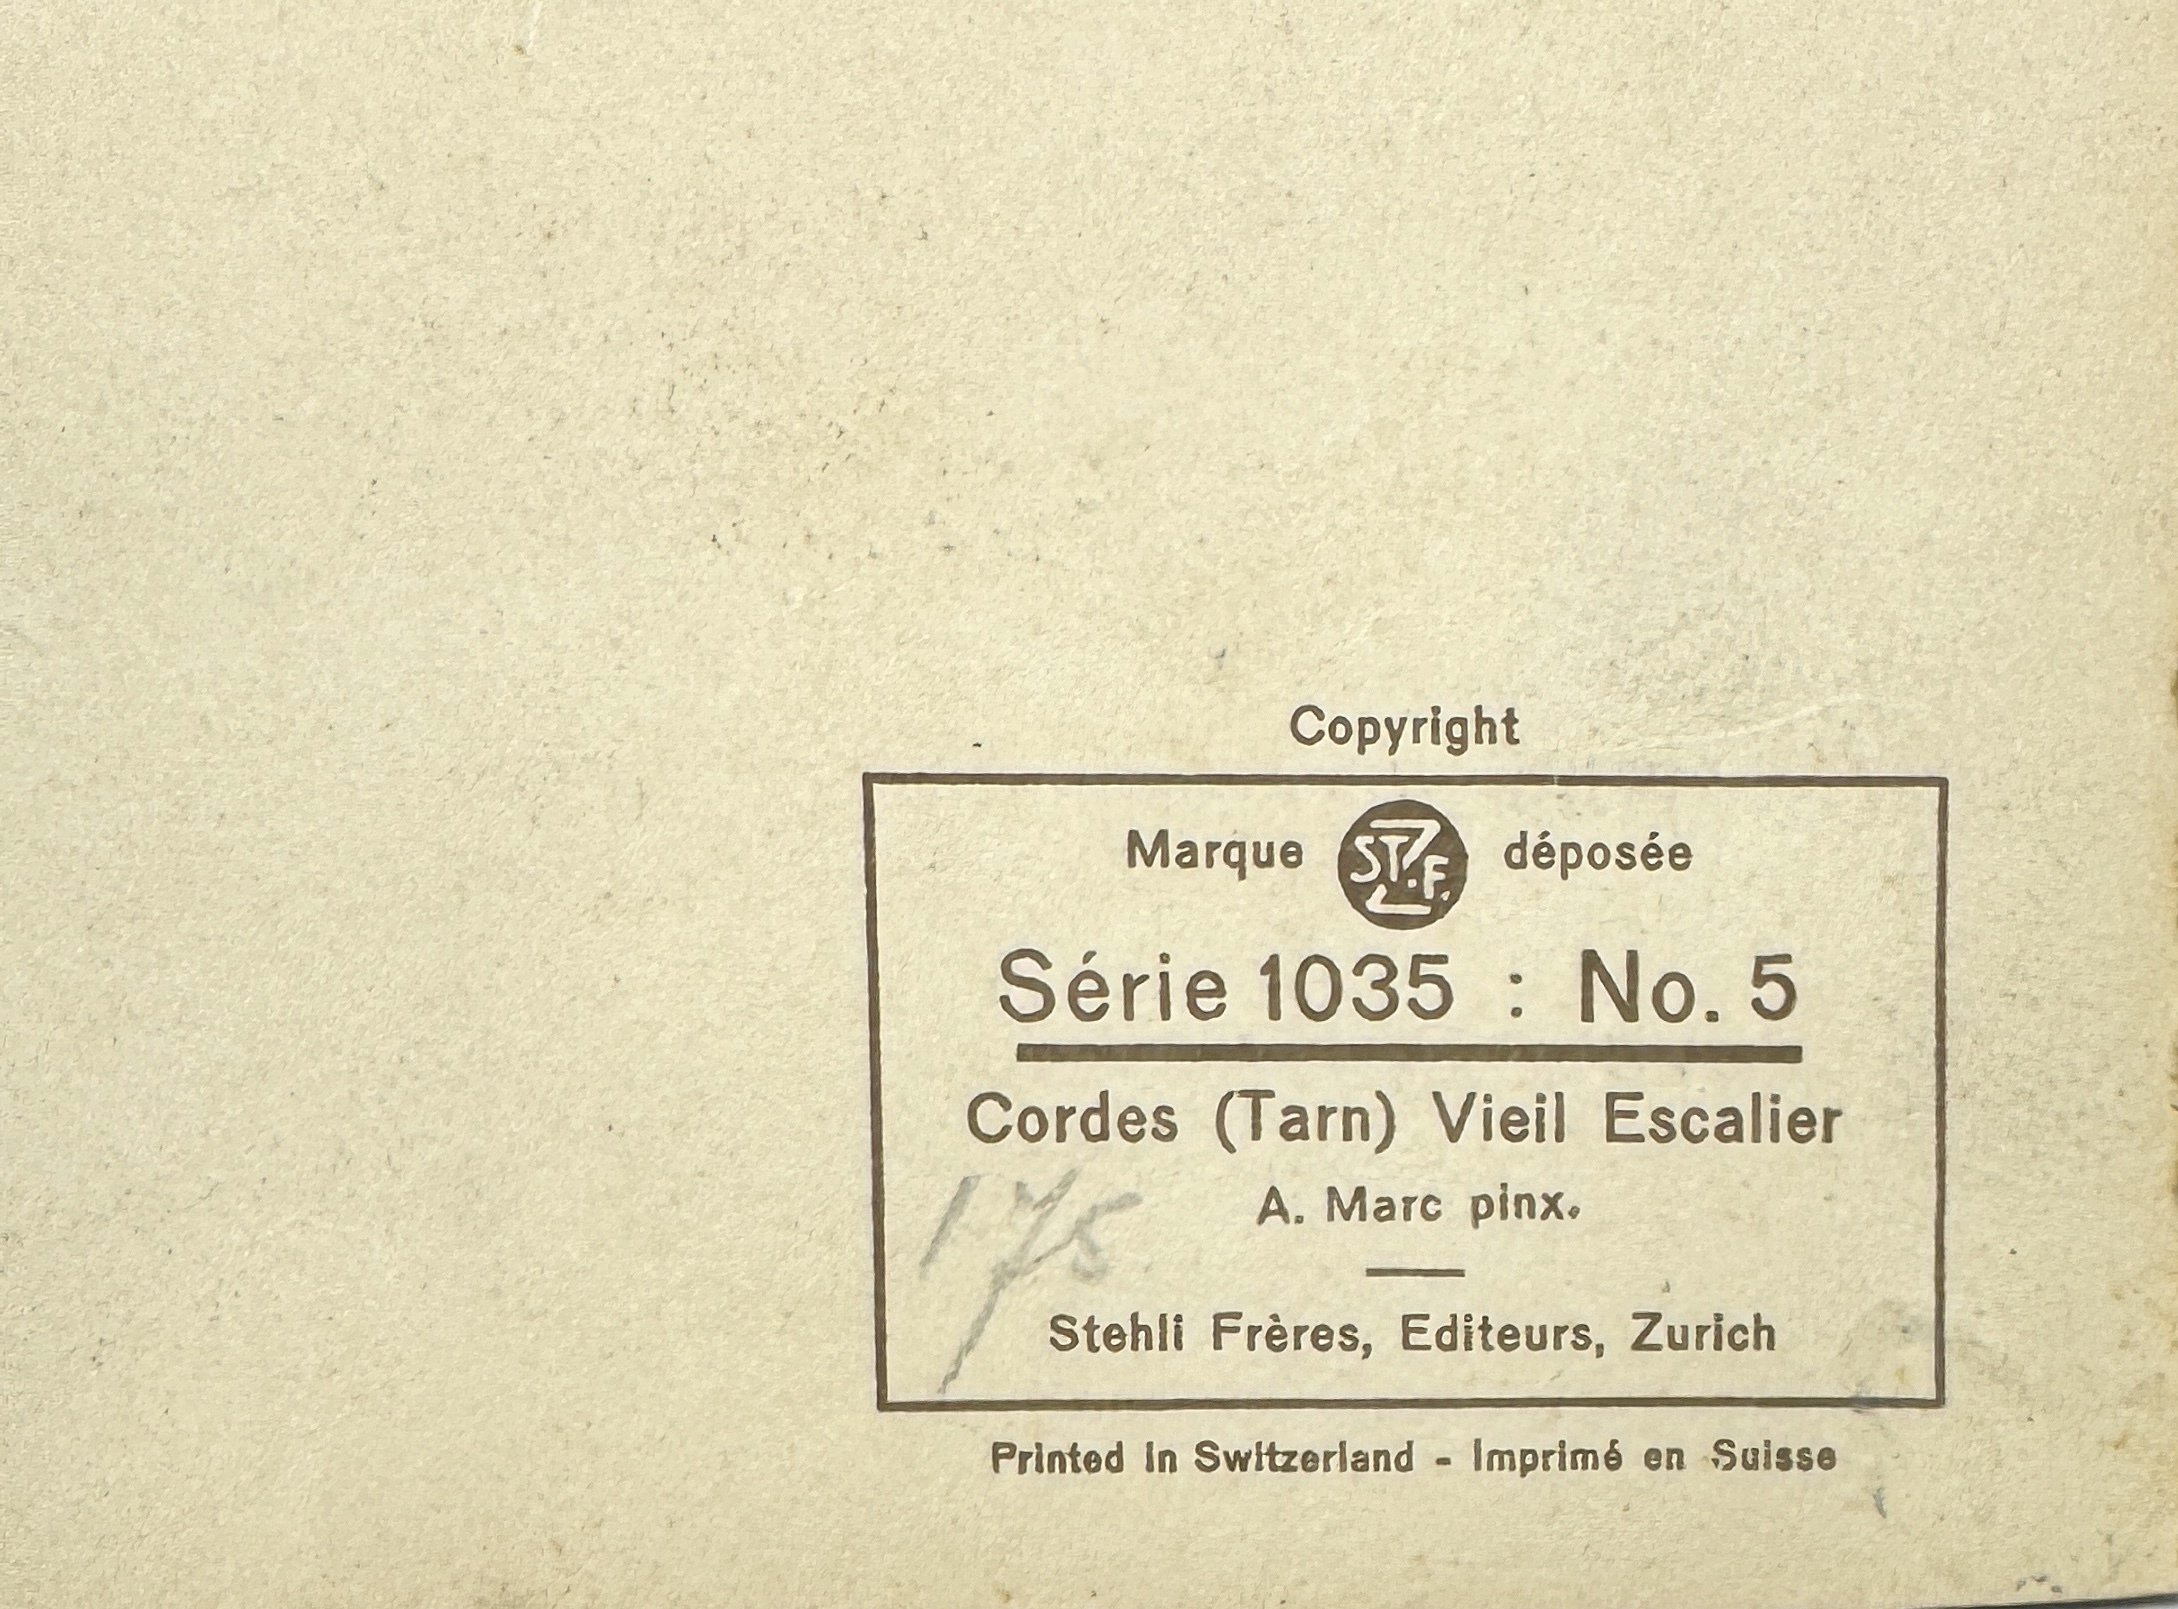 Copyright
Marque ST.F. Z déposée
Série 1035 : No. 5
Cordes (Tarn) Vieil Escalier
A. Marc pinx.
175
Stehli Frères, Editeurs, Zurich
Printed in Switzerland - Imprimé en Suisse